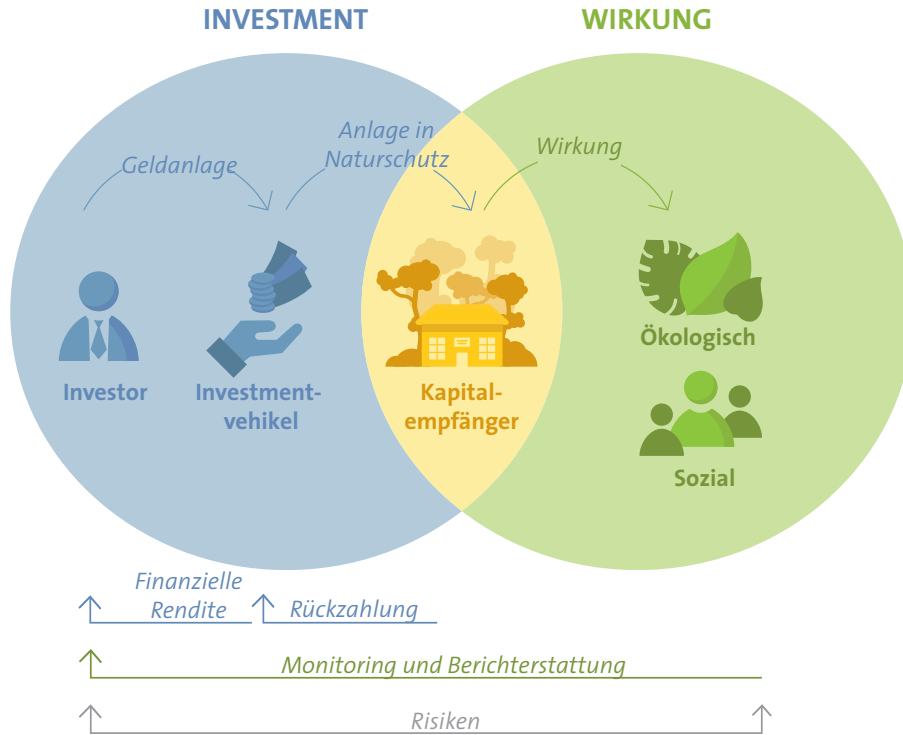 INVESTMENT
WIRKUNG
Geldanlage
Anlage in
Naturschutz
Wirkung
Investor
Investment-
vehikel
Kapital-
empfänger
Ökologisch
Sozial
Finanzielle
Rendite
Rückzahlung
Monitoring und Berichterstattung
Risiken